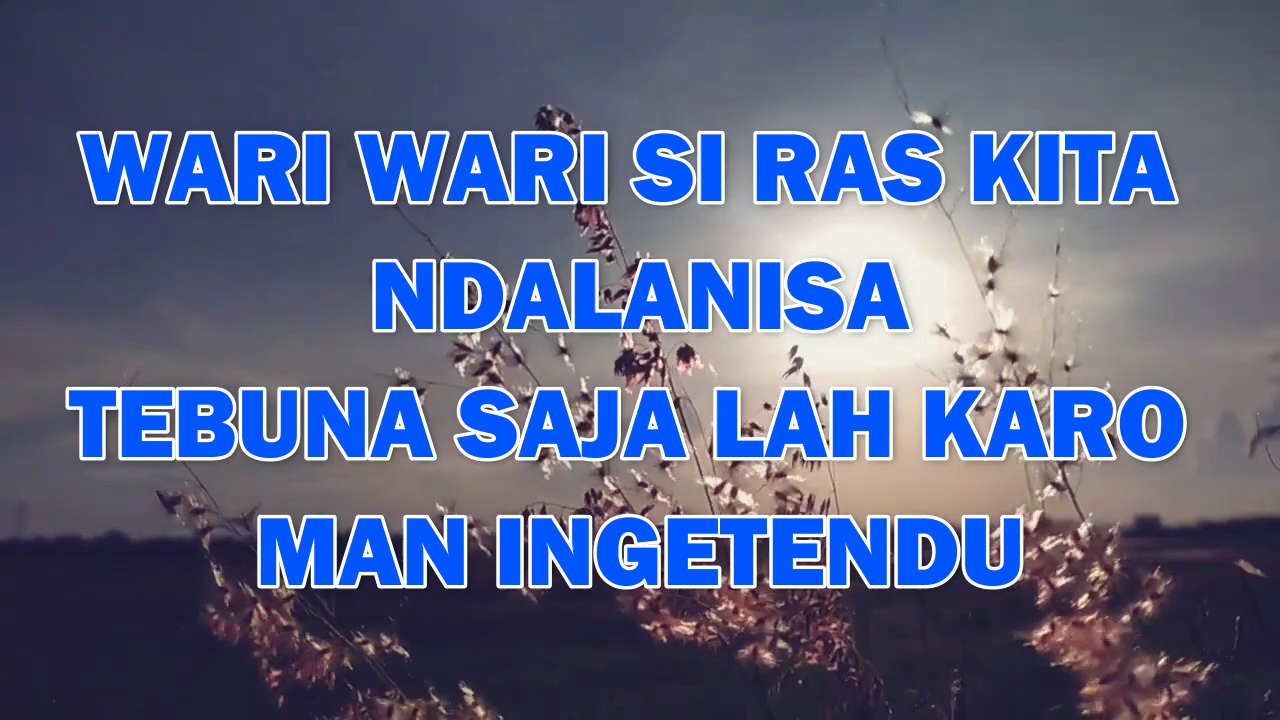 WARI WARI SI RAS KITA
NDALANISA
TEBUNA SAJA LAH KARO
MAN INGETENDU